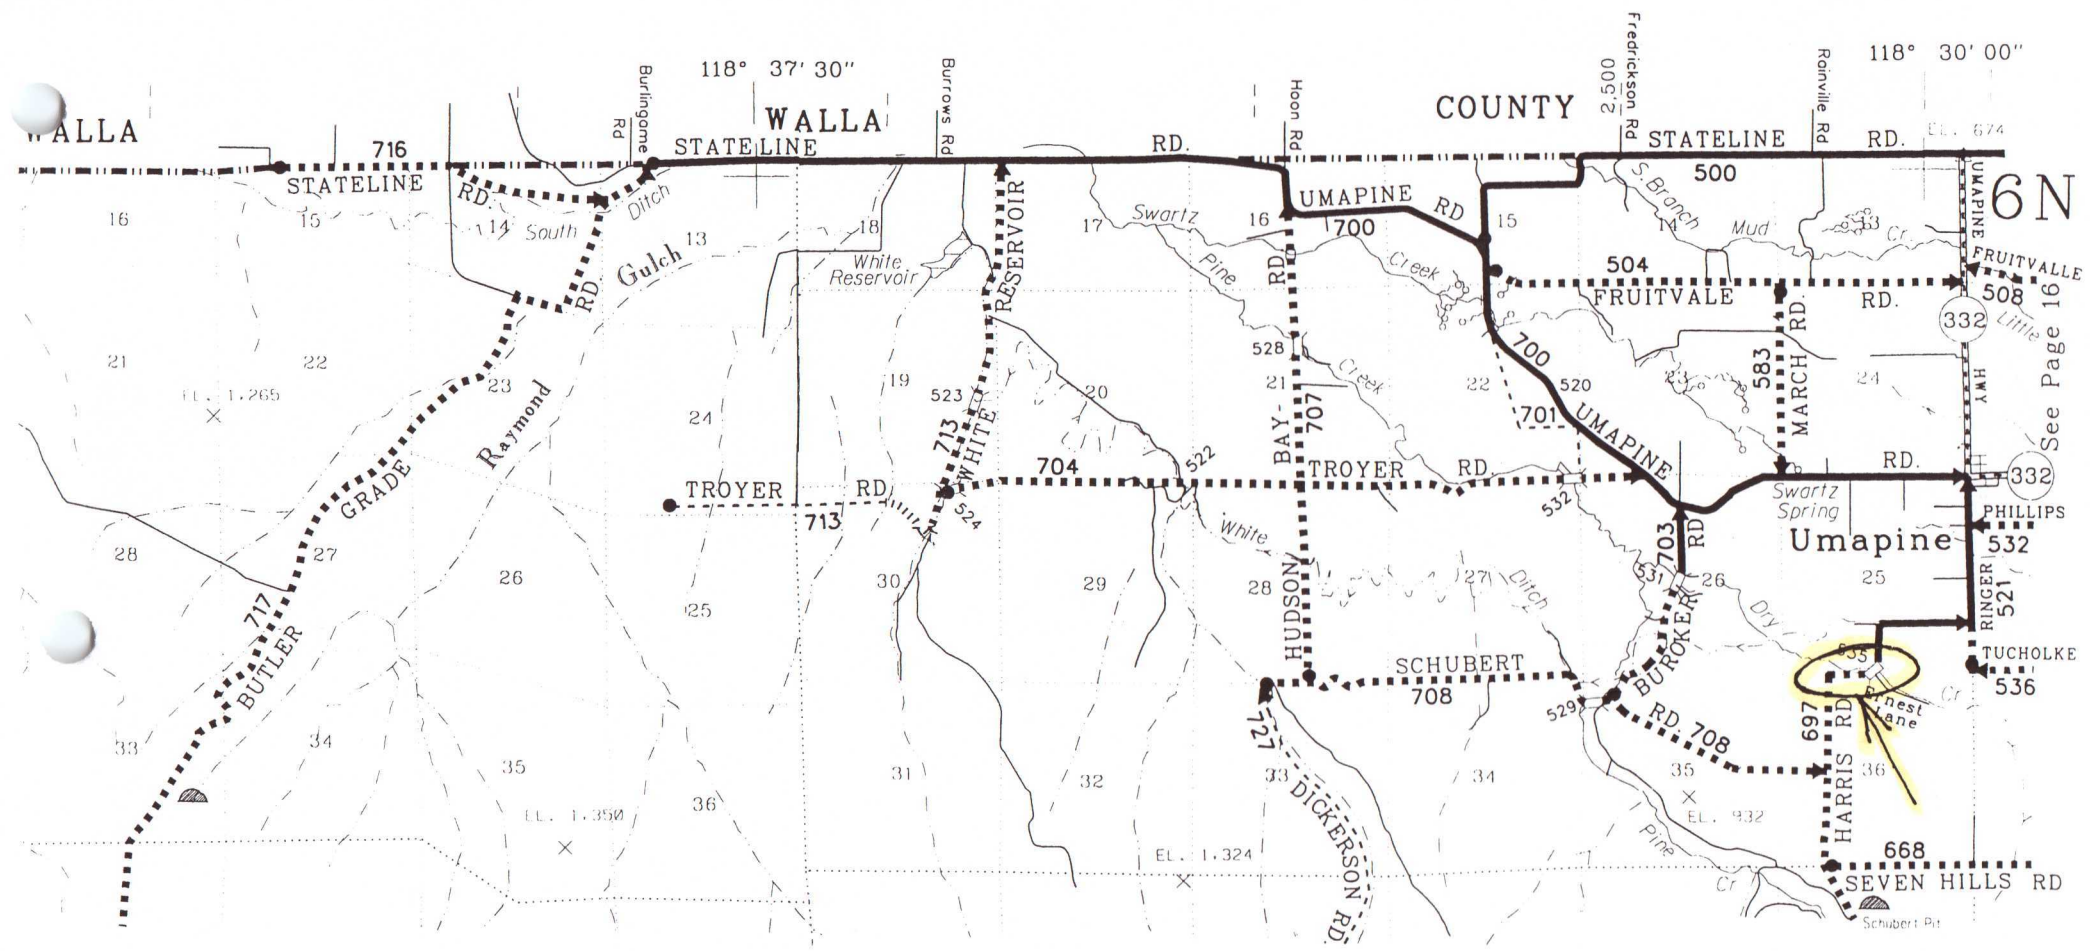 Fredrickson Rd
118° 37' 30"
118° 30' 00"
Burlingame Rd
Burrows Rd
Hoon Rd
2,500
Rainville Rd
WALLA WALLA COUNTY
EL. 674
716
STATELINE RD.
STATELINE RD.
STATELINE RD.
500
6N
UMAPINE
HWY
UMAPINE RD
700
S. Branch
Mud Cr.
16
15
14
South
Ditch
13
18
17
16
15
14
13
Swartz
Creek
Pine
Creek
Gulch
White Reservoir
RESERVOIR
RD.
504
FRUITVALE RD.
FRUITVALLE
508
Little
332
See Page 16
21
22
23
24
19
20
21
22
23
24
EL. 1,265
Raymond
528
523
713
WHITE
BAY-
707
RD.
700
520
701
UMAPINE RD.
583
MARCH RD.
GRADE
RD.
TROYER RD.
713
524
704
522
TROYER RD.
532
332
Swartz Spring
Umapine
PHILLIPS
532
28
27
26
25
30
29
28
27
26
25
White
Ditch
703
RD
531
Dry
Cr
RINGER
521
717
BUTLER
HUDSON
SCHUBERT
708
BUROKER
529
RD. 708
535
Ernest Lane
TUCHOLKE
536
33
34
35
36
31
32
33
34
35
36
727
DICKERSON RD.
697
HARRIS RD
EL. 1,350
EL. 1,324
EL. 932
Pine
Cr
668
SEVEN HILLS RD
Schubert Pit